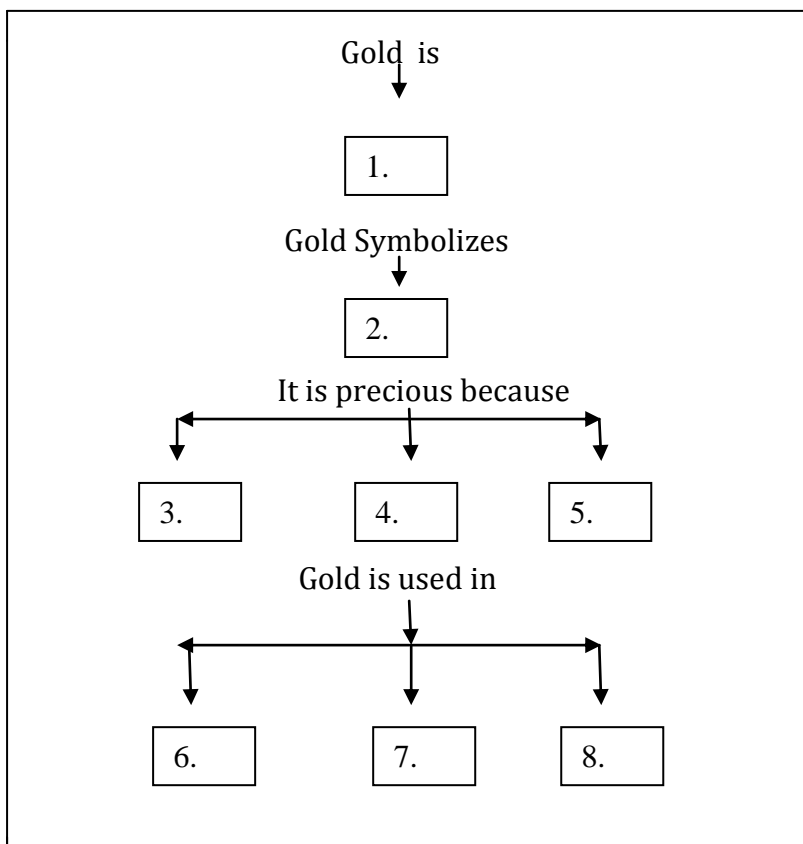 Gold is
1.
Gold Symbolizes
2.
It is precious because
3. 4. 5.
Gold is used in
6. 7. 8.